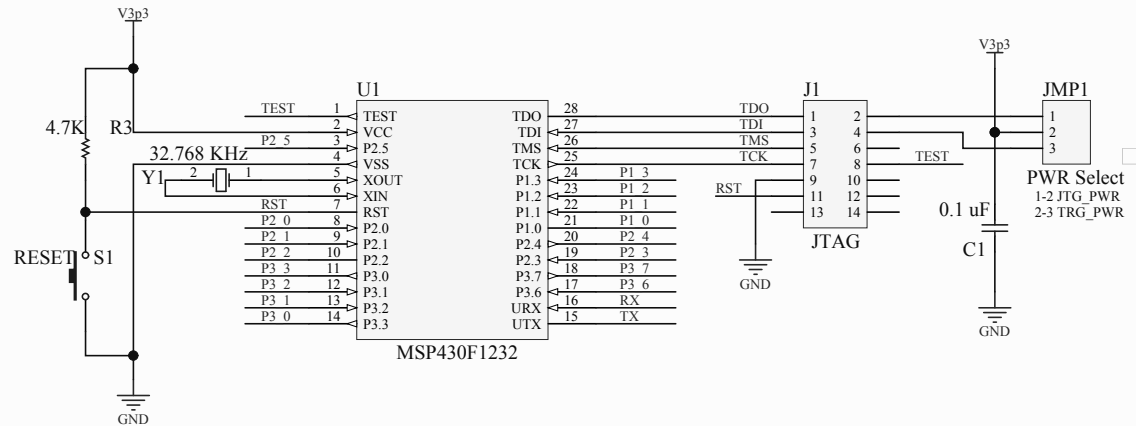 V3p3
4.7K R3
RESET S1
GND
32.768 KHz
Y1 2 1
U1
TEST 1 TEST
2 VCC
P2_5 3 P2.5
4 VSS
5 XOUT
6 XIN
RST 7 RST
P2_0 8 P2.0
P2_1 9 P2.1
P2_2 10 P2.2
P3_3 11 P3.0
P3_2 12 P3.1
P3_1 13 P3.2
P3_0 14 P3.3
TDO 28 TDO
TDI 27 TDI
TMS 26 TMS
TCK 25 TCK
P1.3 24 P1_3
P1.2 23 P1_2
P1.1 22 P1_1
P1.0 21 P1_0
P2.4 20 P2_4
P2.3 19 P2_3
P3.7 18 P3_7
P3.6 17 P3_6
URX 16 RX
UTX 15 TX
MSP430F1232
J1
1 2
3 4
5 6
7 8 TEST
9 10
RST 11 12
13 14
JTAG
GND
V3p3
0.1 uF
C1
GND
JMP1
1
2
3
PWR Select
1-2 JTG_PWR
2-3 TRG_PWR